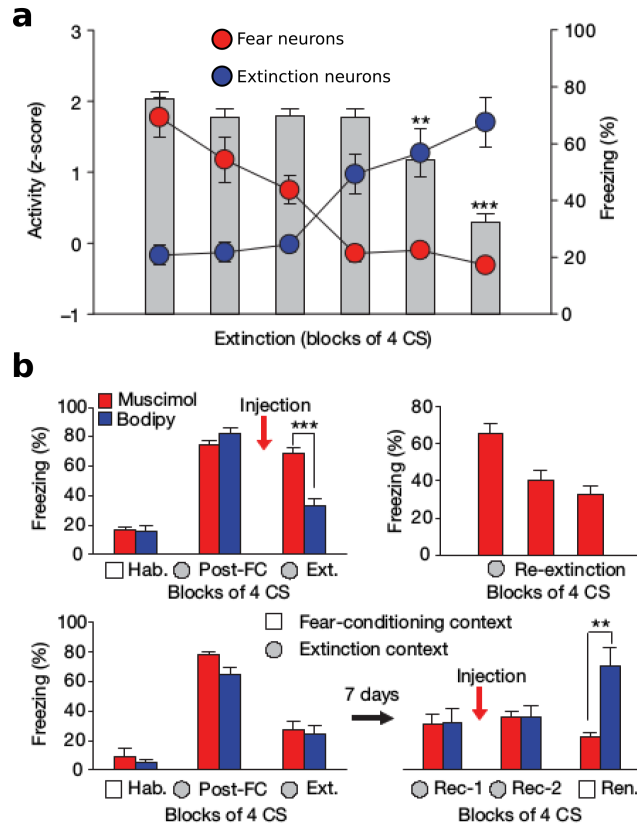 a
3
2
1
0
–1
Activity (z-score)
Fear neurons
Extinction neurons
**
***
100
80
60
40
20
0
Freezing (%)
Extinction (blocks of 4 CS)
b
Muscimol
Bodipy
Injection
***
100
80
60
40
20
0
Freezing (%)
Hab. Post-FC Ext.
Blocks of 4 CS
80
60
40
20
0
Freezing (%)
Re-extinction
Blocks of 4 CS
100
80
60
40
20
0
Freezing (%)
Fear-conditioning context
Extinction context
Hab. Post-FC Ext.
Blocks of 4 CS
7 days
Injection
**
Rec-1 Rec-2 Ren.
Blocks of 4 CS